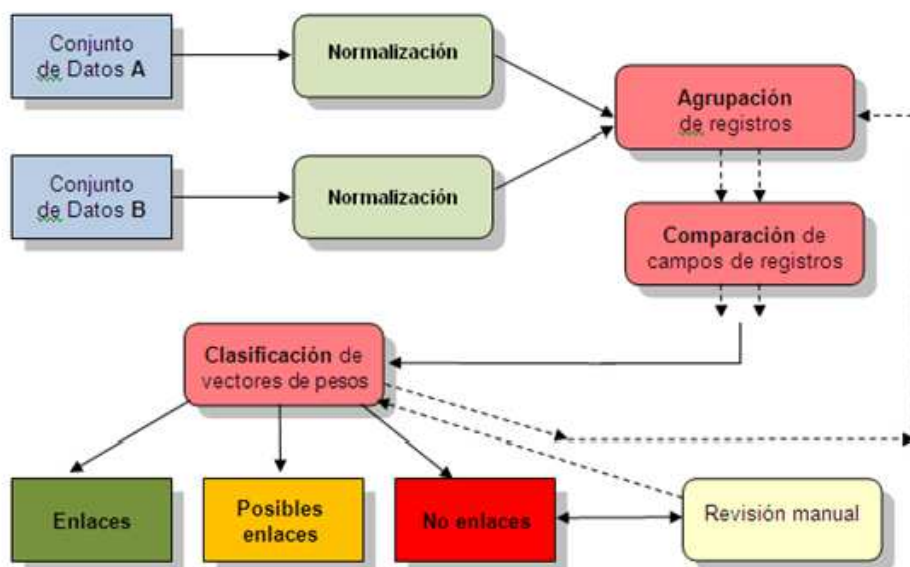 Conjunto
de Datos A
Normalización
Agrupación
de registros
Conjunto
de Datos B
Normalización
Comparación de
campos de registros
Clasificación de
vectores de pesos
Enlaces
Posibles
enlaces
No enlaces
Revisión manual